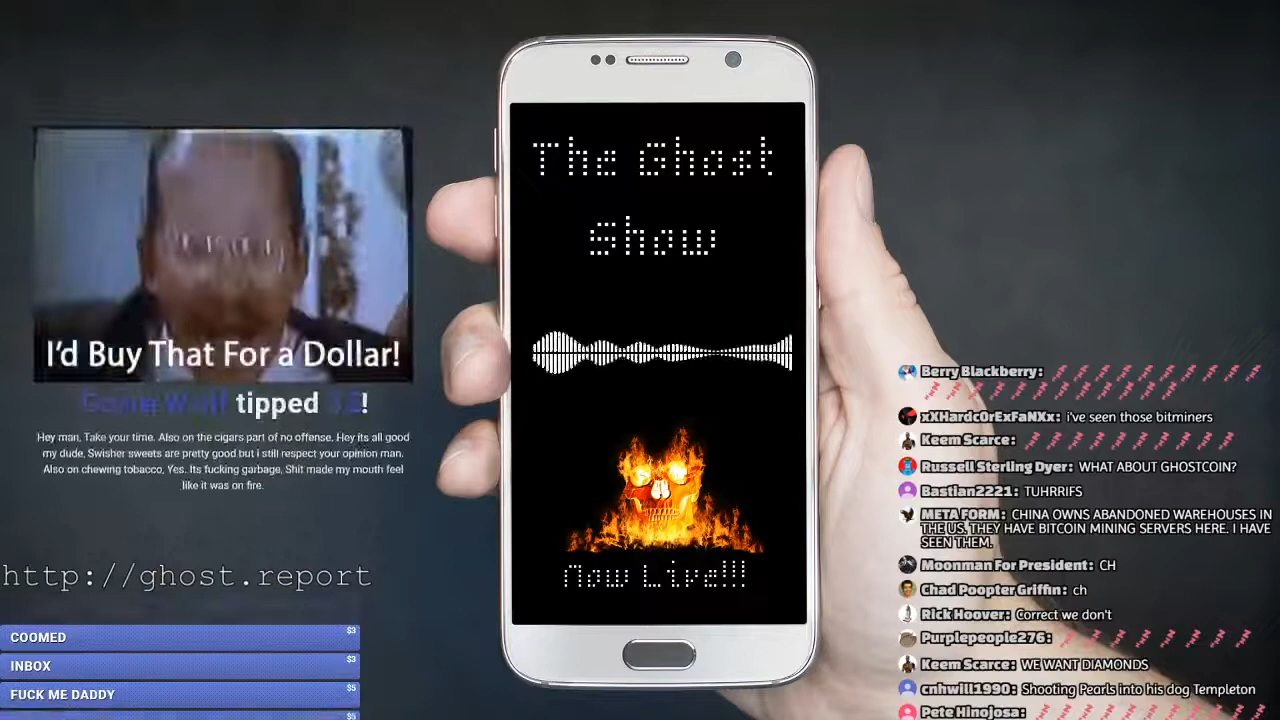 The Ghost
Show
Now Live!!!
I'd Buy That For a Dollar!
tipped !
Hey man, Take your time. Also on the cigars part of no offense, Hey its all good
my dude. Swisher sweets are pretty good but i still respect your opinion man.
Also on chewing tobacco, Yes. Its fucking garbage, Shit made my mouth feel
like it was on fire.
http://ghost.report
COOMED $3
INBOX $3
FUCK ME DADDY $5
$5
Berry Blackberry:
xXHardc0rExFaNXx: i've seen those bitminers
Keem Scarce:
Russell Sterling Dyer: WHAT ABOUT GHOSTCOIN?
Bastian2221: TUHRRIFS
META FORM: CHINA OWNS ABANDONED WAREHOUSES IN
THE US. THEY HAVE BITCOIN MINING SERVERS HERE. I HAVE
SEEN THEM.
Moonman For President: CH
Chad Poopter Griffin: ch
Rick Hoover: Correct we don't
Purplepeople276:
Keem Scarce: WE WANT DIAMONDS
cnhwill1990: Shooting Pearls into his dog Templeton
Pete Hinojosa: